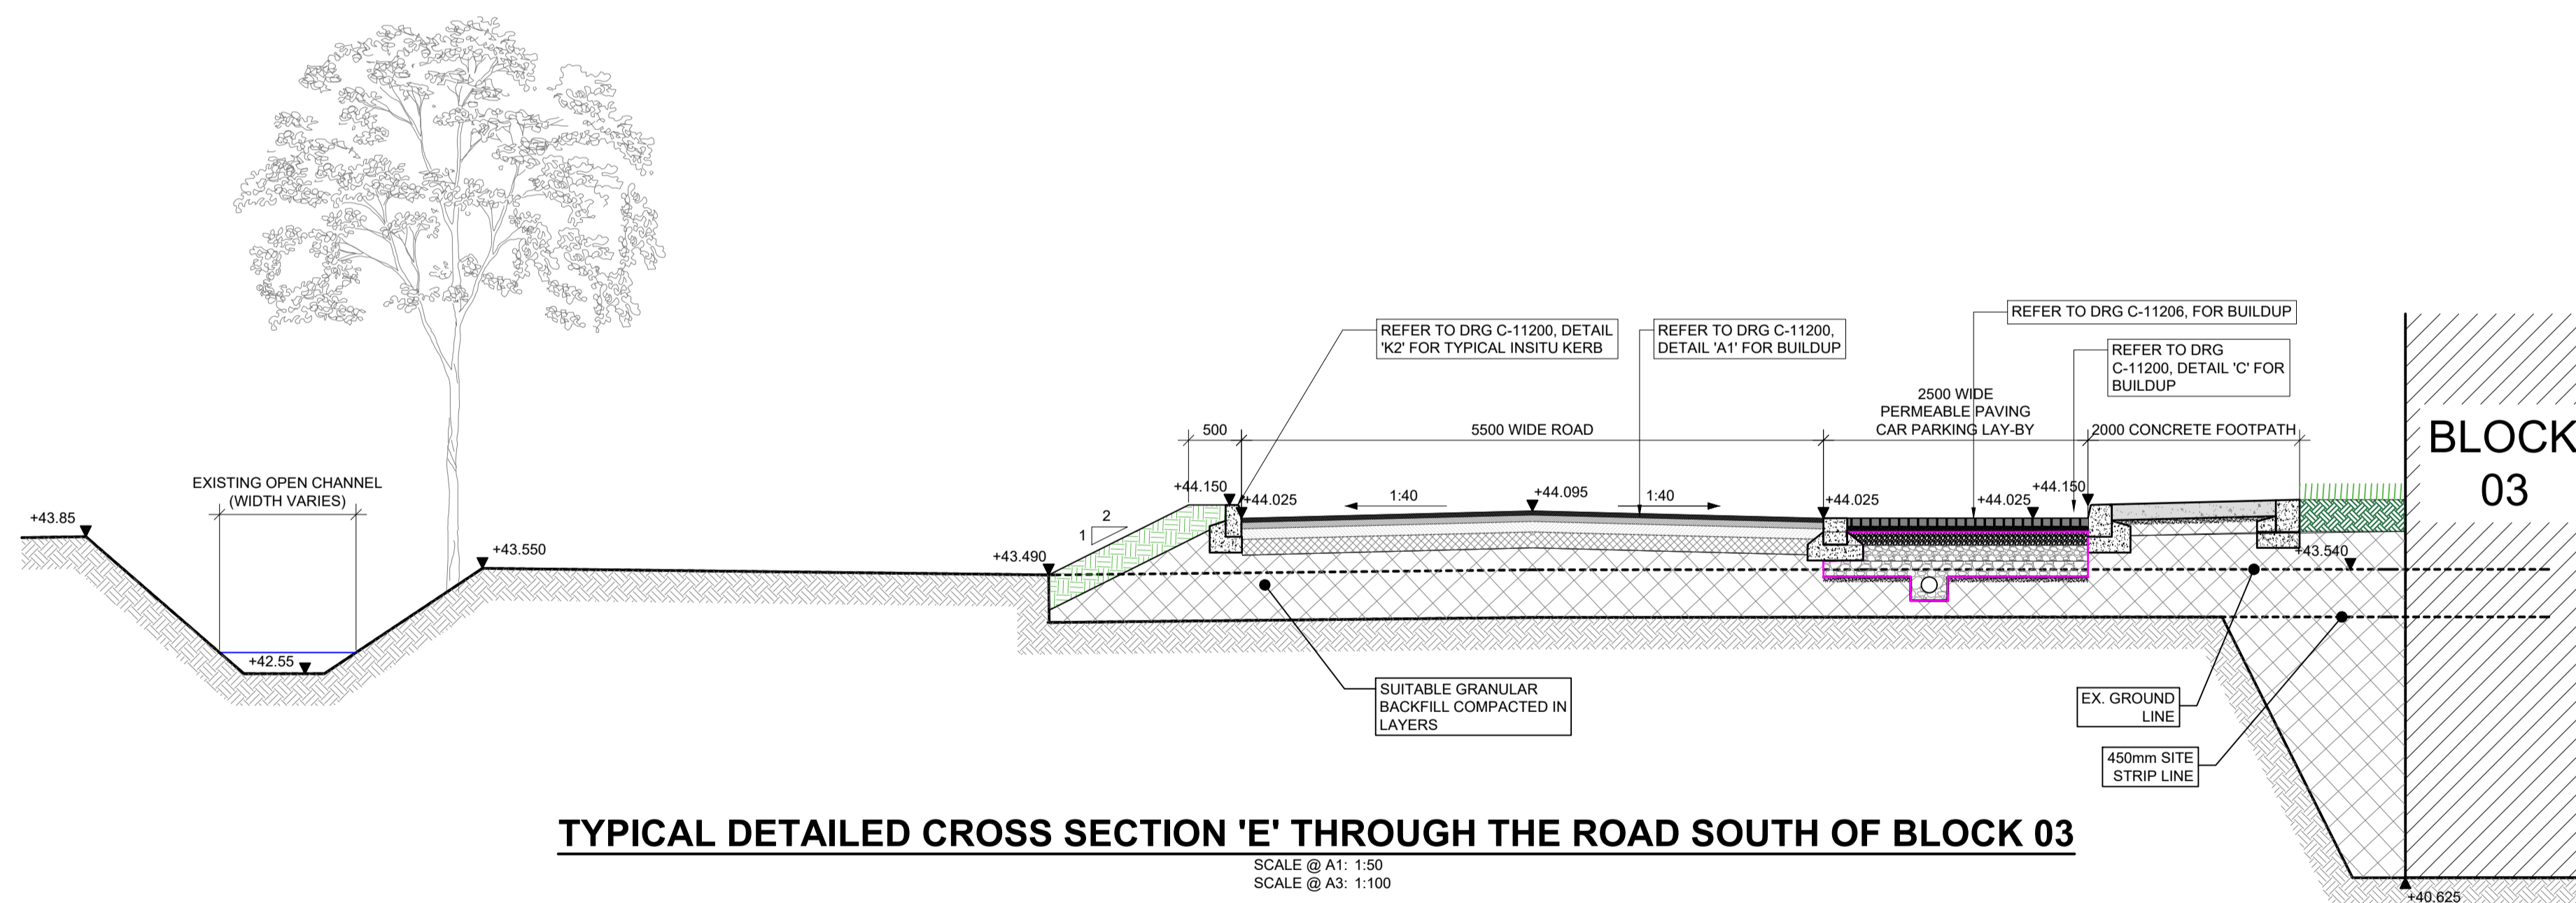 REFER TO DRG C-11200, DETAIL
'K2' FOR TYPICAL INSITU KERB
REFER TO DRG C-11200,
DETAIL 'A1' FOR BUILDUP
REFER TO DRG C-11206, FOR BUILDUP
REFER TO DRG
C-11200, DETAIL 'C' FOR
BUILDUP
500
5500 WIDE ROAD
2500 WIDE
PERMEABLE PAVING
CAR PARKING LAY-BY
2000 CONCRETE FOOTPATH
BLOCK
03
EXISTING OPEN CHANNEL
(WIDTH VARIES)
+43.85
+42.55
+43.550
+43.490
2
1
+44.150
+44.025
1:40
+44.095
1:40
+44.025
+44.025
+44.150
+43.540
SUITABLE GRANULAR
BACKFILL COMPACTED IN
LAYERS
EX. GROUND
LINE
450mm SITE
STRIP LINE
+40.625
TYPICAL DETAILED CROSS SECTION 'E' THROUGH THE ROAD SOUTH OF BLOCK 03
SCALE @ A1: 1:50
SCALE @ A3: 1:100